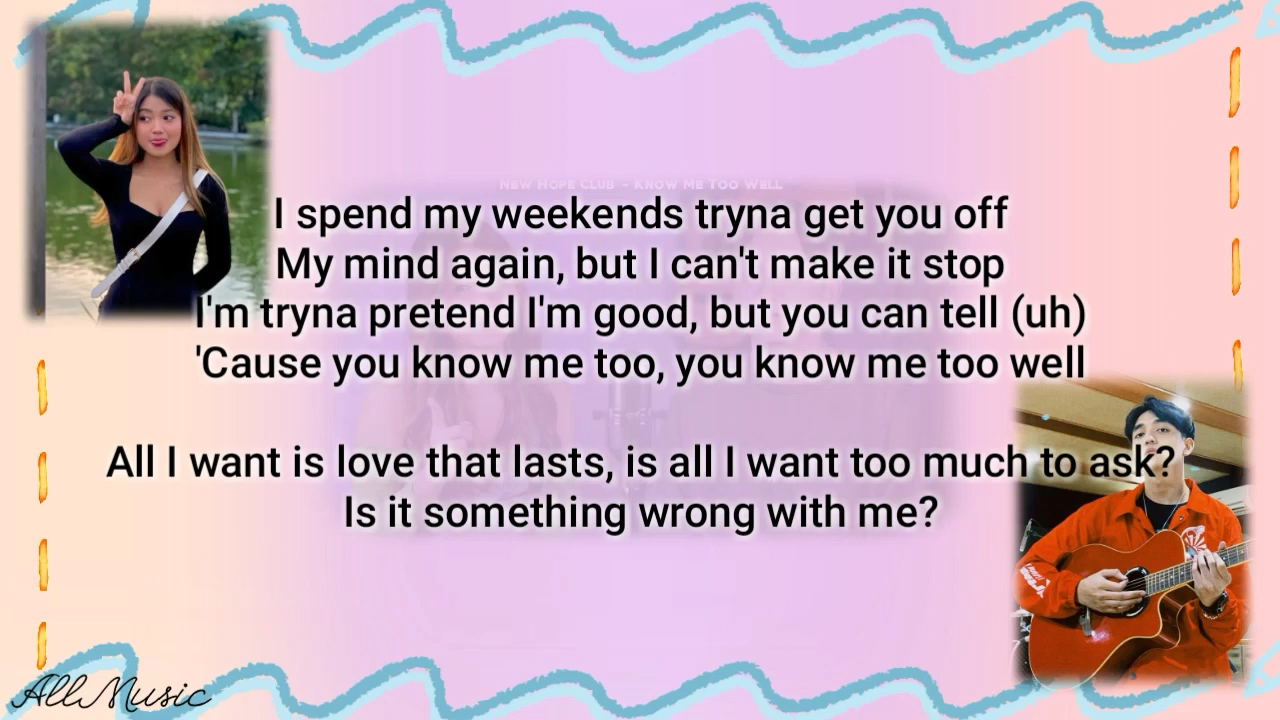 New Hope Club - Know Me Too Well
I spend my weekends tryna get you off
My mind again, but I can't make it stop
I'm tryna pretend I'm good, but you can tell (uh)
'Cause you know me too, you know me too well
All I want is love that lasts, is all I want too much to ask?
Is it something wrong with me?
All Music